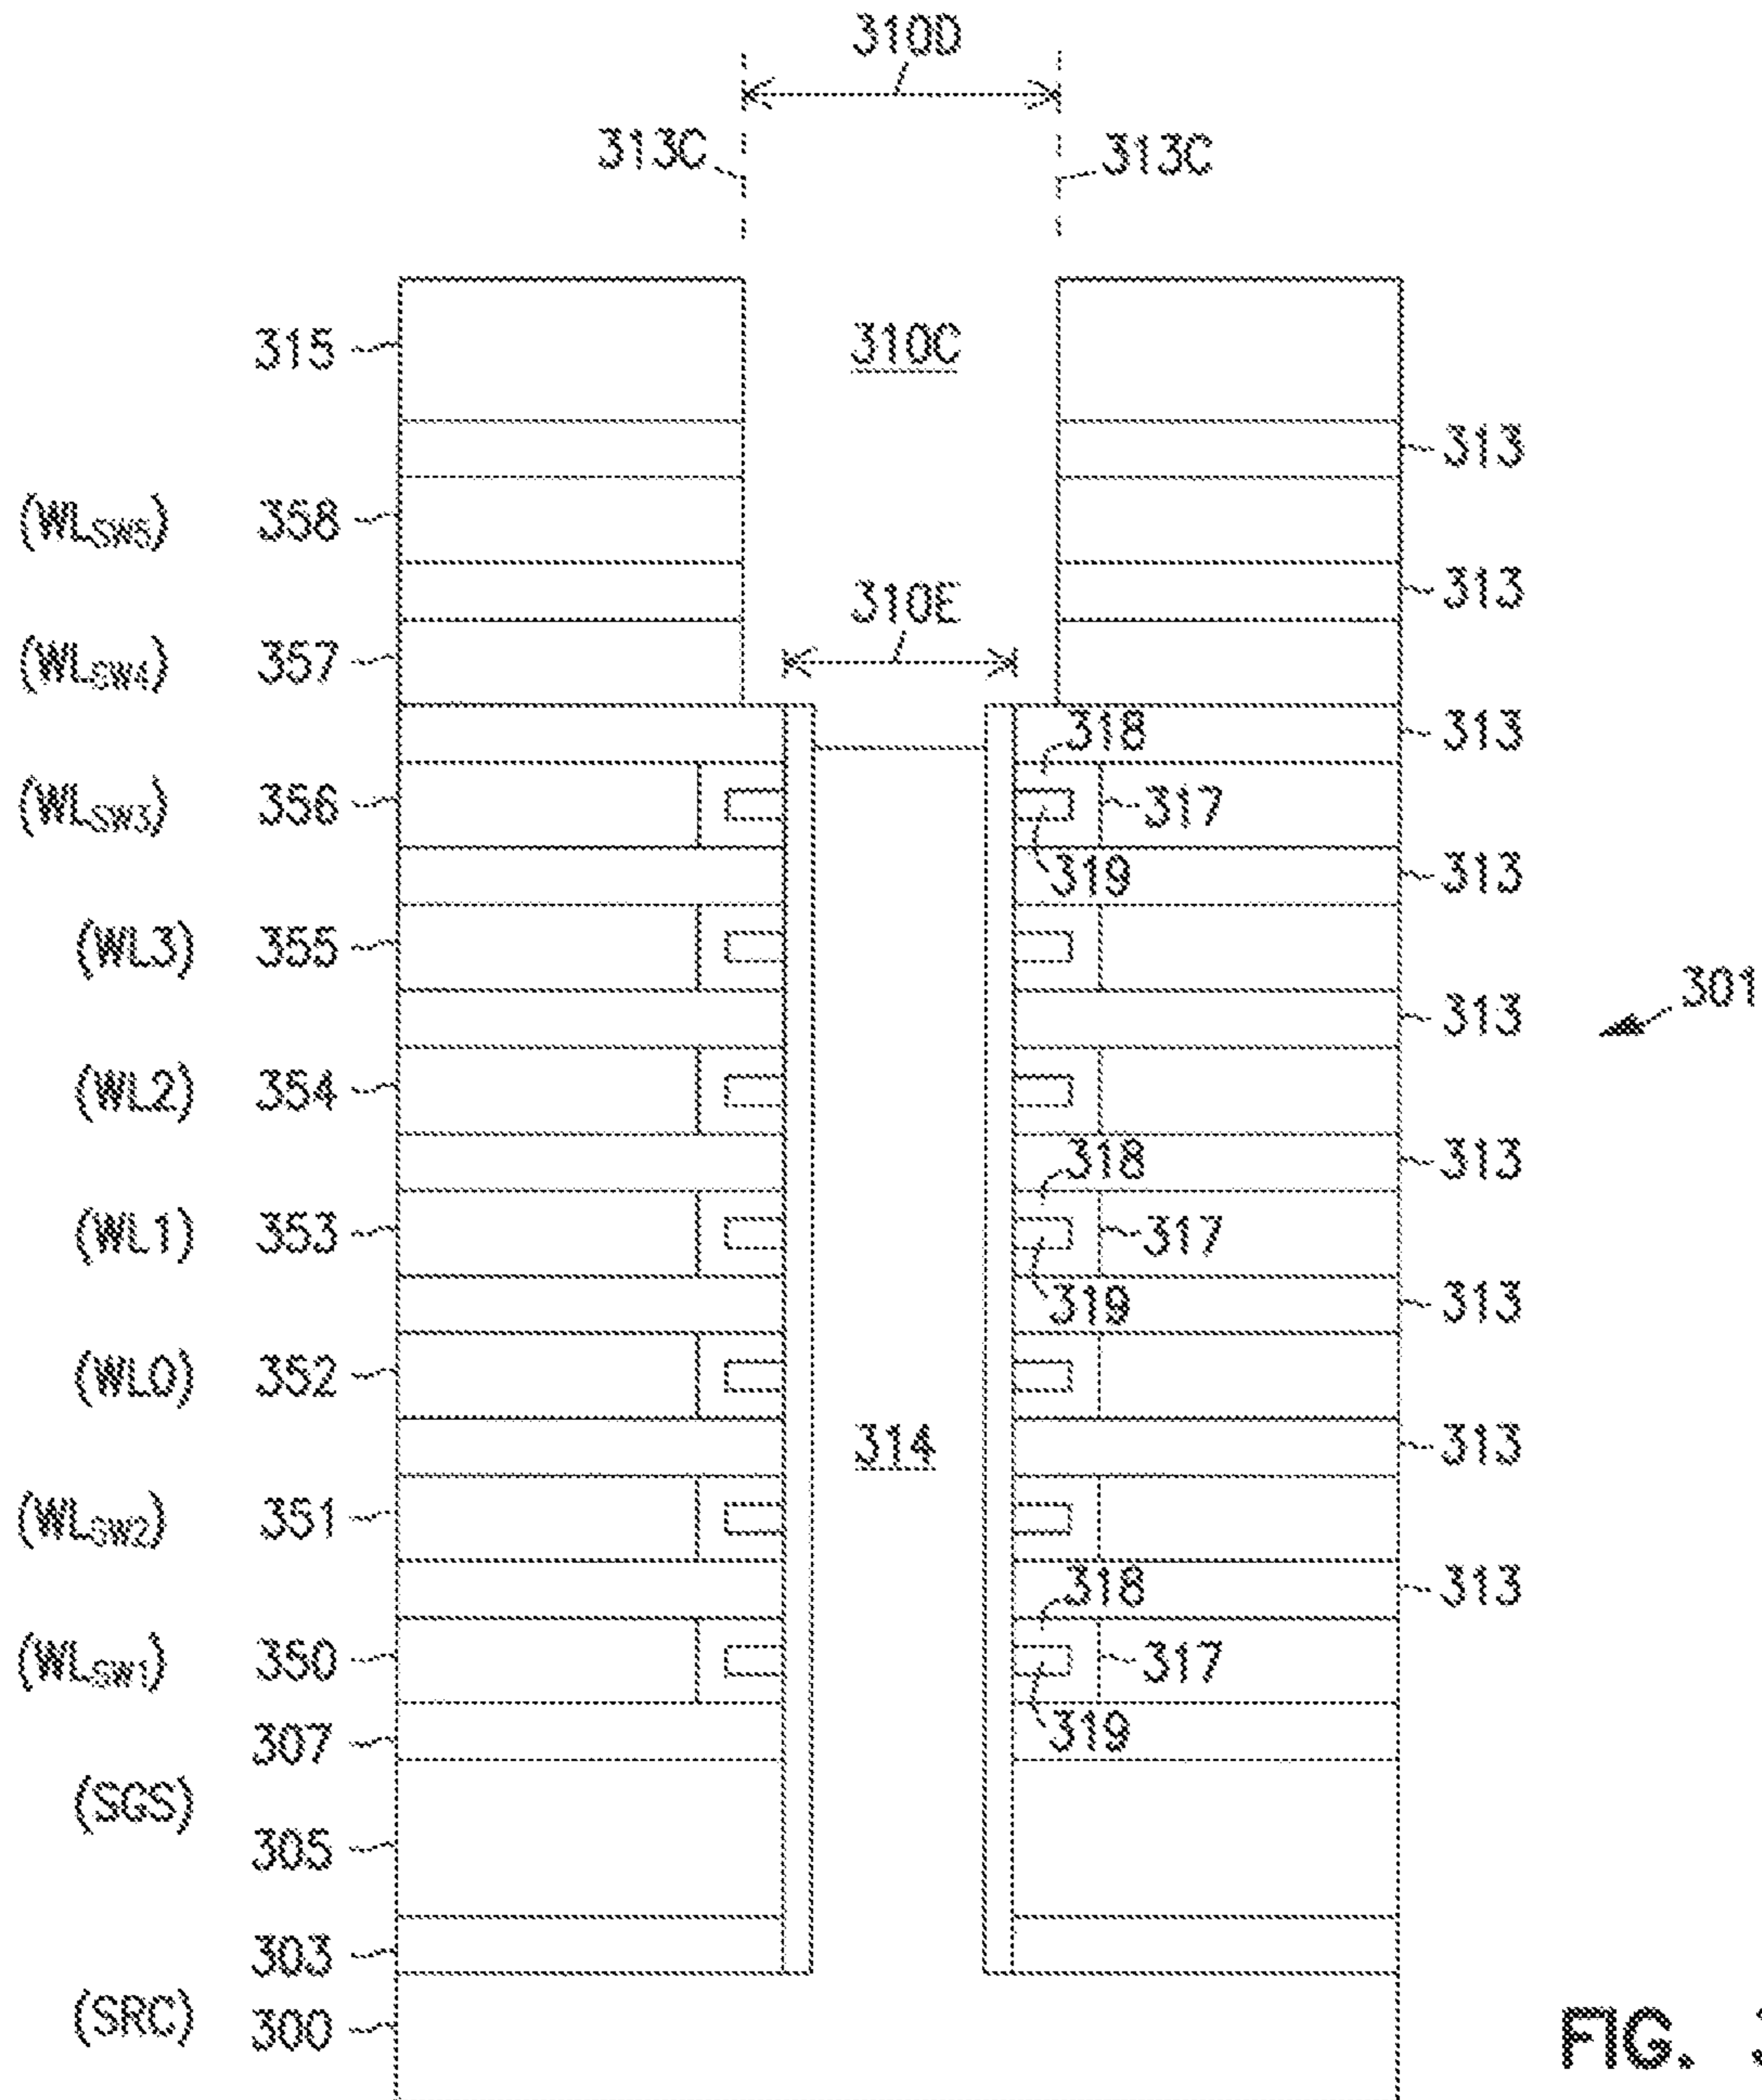 310D
313C 313C
315 310C
313
(WLSW5) 358
310E 313
(WLSW4) 357
318 313
(WLSW3) 356 317
319 313
(WL3) 355
313 301
(WL2) 354
318 313
(WL1) 353 317
319 313
(WL0) 352
314 313
(WLSW2) 351
318 313
(WLSW1) 350 317
307 319
(SGS)
305
303
(SRC) 300
FIG.